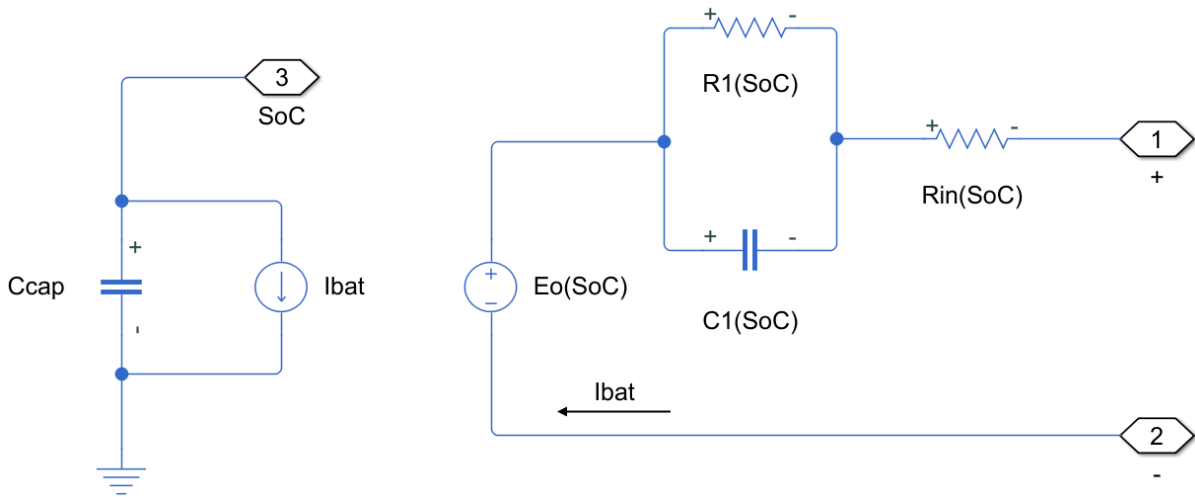 3
SoC
+
-
Ccap
Ibat
+
-
R1(SoC)
+
-
Rin(SoC)
1
+
+
-
C1(SoC)
+
−
Eo(SoC)
Ibat
2
-